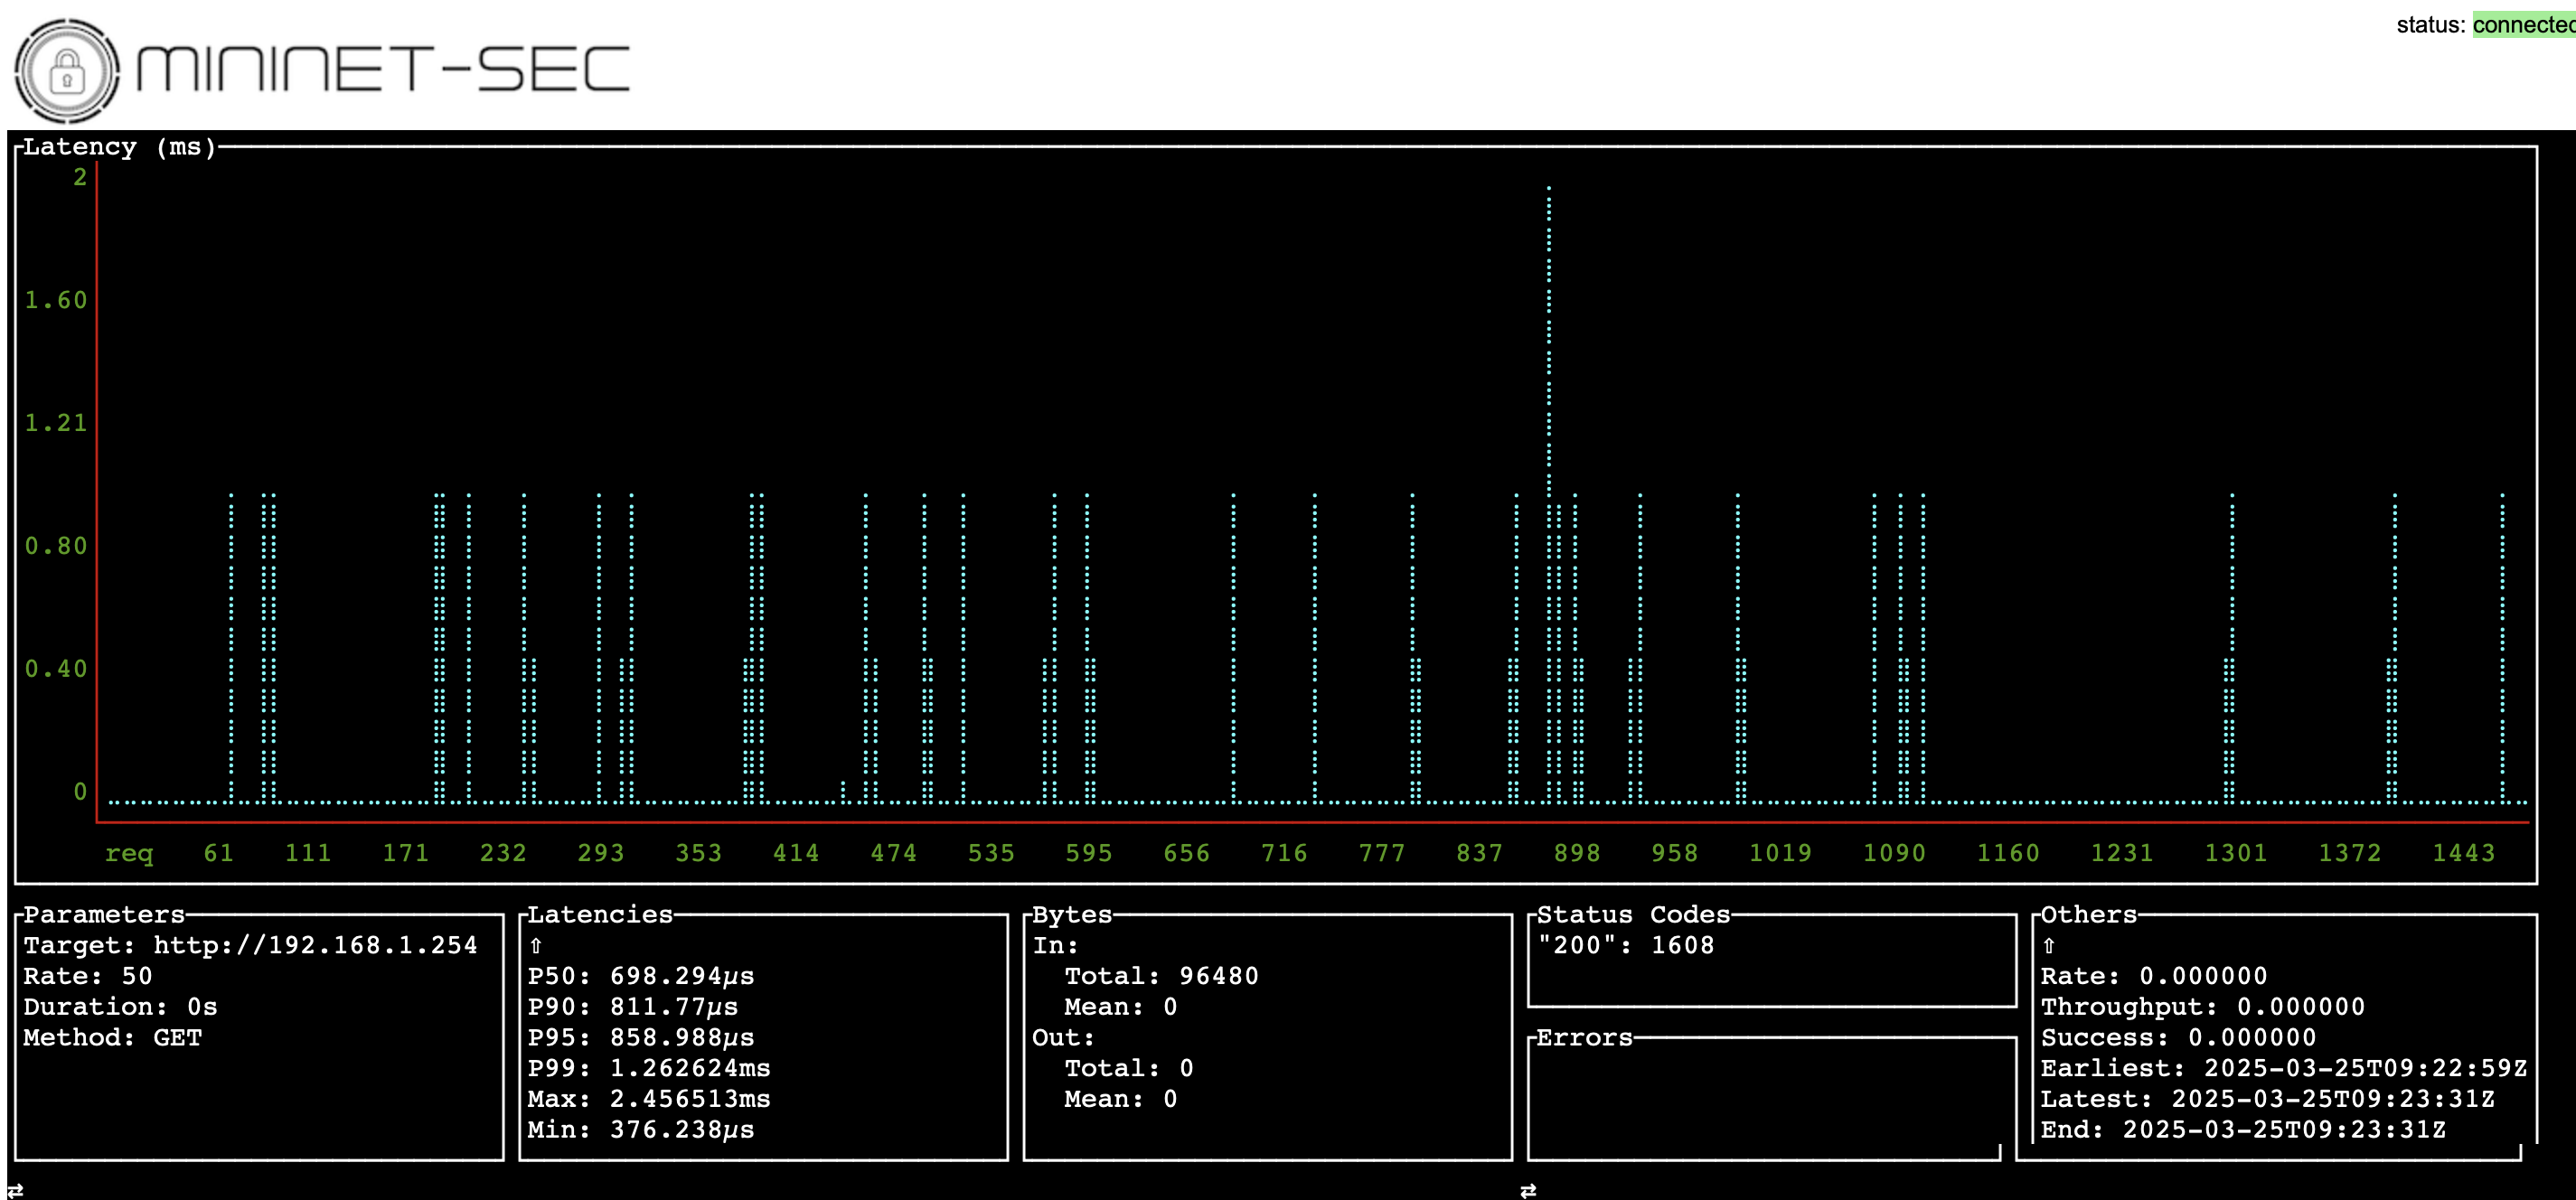 MININET-SEC
status: connected
Latency (ms)
2
1.60
1.21
0.80
0.40
0
req 61 111 171 232 293 353 414 474 535 595 656 716 777 837 898 958 1019 1090 1160 1231 1301 1372 1443
Parameters
Target: http://192.168.1.254
Rate: 50
Duration: 0s
Method: GET
Latencies
⇧
P50: 698.294µs
P90: 811.77µs
P95: 858.988µs
P99: 1.262624ms
Max: 2.456513ms
Min: 376.238µs
Bytes
In:
Total: 96480
Mean: 0
Out:
Total: 0
Mean: 0
Status Codes
"200": 1608
Errors
Others
⇧
Rate: 0.000000
Throughput: 0.000000
Success: 0.000000
Earliest: 2025-03-25T09:22:59Z
Latest: 2025-03-25T09:23:31Z
End: 2025-03-25T09:23:31Z
⇄ ⇄